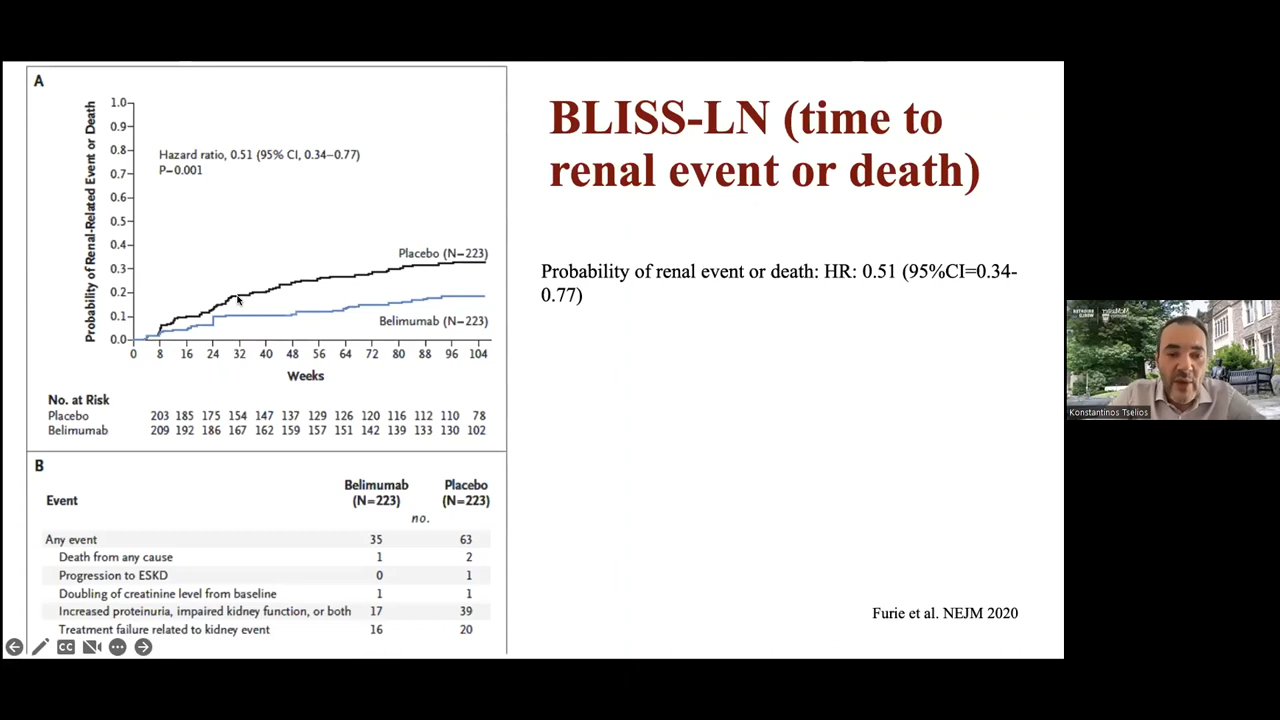 A
Probability of Renal-Related Event or Death
1.0
0.9
0.8
0.7
0.6
0.5
0.4
0.3
0.2
0.1
0.0
Hazard ratio, 0.51 (95% CI, 0.34–0.77)
P=0.001
Placebo (N=223)
Belimumab (N=223)
0 8 16 24 32 40 48 56 64 72 80 88 96 104
Weeks
No. at Risk
Placebo 203 185 175 154 147 137 129 126 120 116 112 110 78
Belimumab 209 192 186 167 162 159 157 151 142 139 133 130 102
B
Event Belimumab (N=223) Placebo (N=223)
no.
Any event 35 63
Death from any cause 1 2
Progression to ESKD 0 1
Doubling of creatinine level from baseline 1 1
Increased proteinuria, impaired kidney function, or both 17 39
Treatment failure related to kidney event 16 20
CC
BLISS-LN (time to
renal event or death)
Probability of renal event or death: HR: 0.51 (95%CI=0.34-
0.77)
Furie et al. NEJM 2020
Konstantinos Tselios